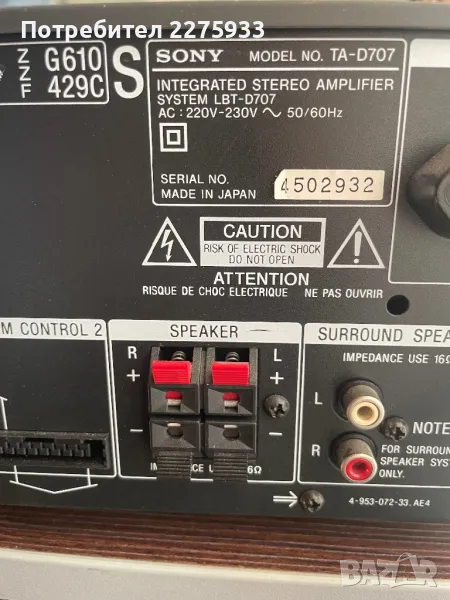 Потребител 2275933
Z Z F G610 429C S
SONY MODEL NO. TA-D707
INTEGRATED STEREO AMPLIFIER
SYSTEM LBT-D707
AC: 220V-230V ~ 50/60Hz
SERIAL NO. 4502932
MADE IN JAPAN
CAUTION
RISK OF ELECTRIC SHOCK
DO NOT OPEN
ATTENTION
RISQUE DE CHOC ELECTRIQUE NE PAS OUVRIR
M CONTROL 2
SPEAKER
SURROUND SPEA
IMPEDANCE USE 16Ω
R L
+ +
- -
L
R
NOTE
FOR SURROUN
SPEAKER SYS
ONLY.
4-953-072-33. AE4
BAZAR